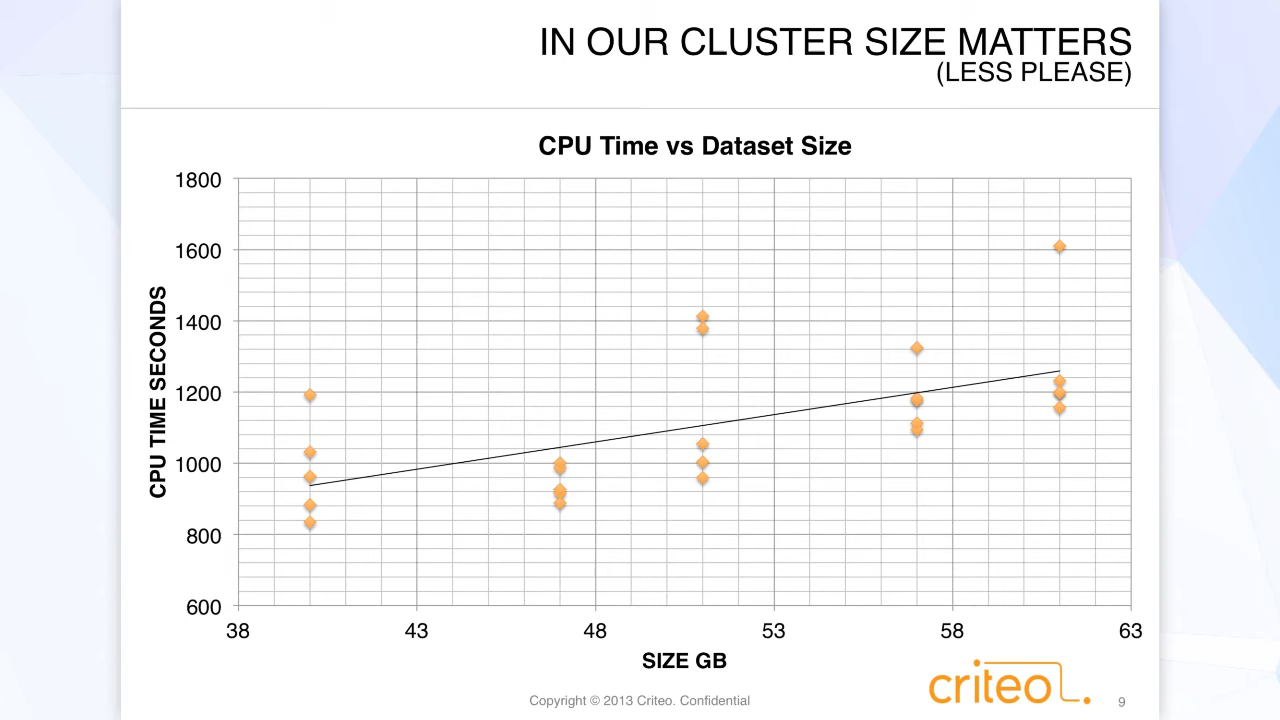 IN OUR CLUSTER SIZE MATTERS
(LESS PLEASE)
CPU Time vs Dataset Size
1800
1600
1400
1200
1000
800
600
CPU TIME SECONDS
38 43 48 53 58 63
SIZE GB
criteo
Copyright © 2013 Criteo. Confidential
9